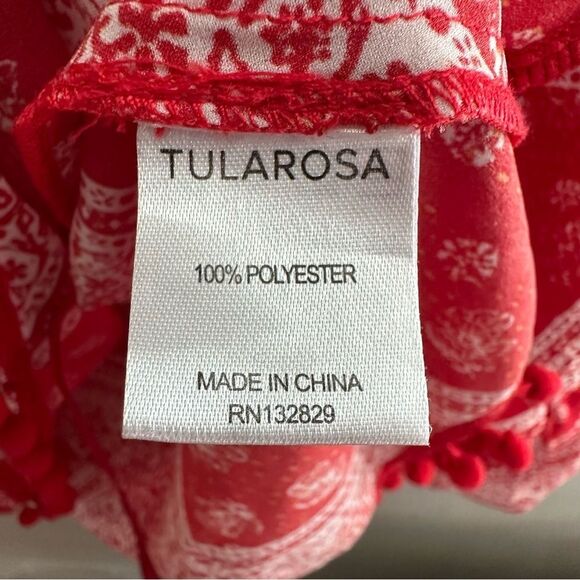 TULAROSA
100% POLYESTER
MADE IN CHINA
RN132829